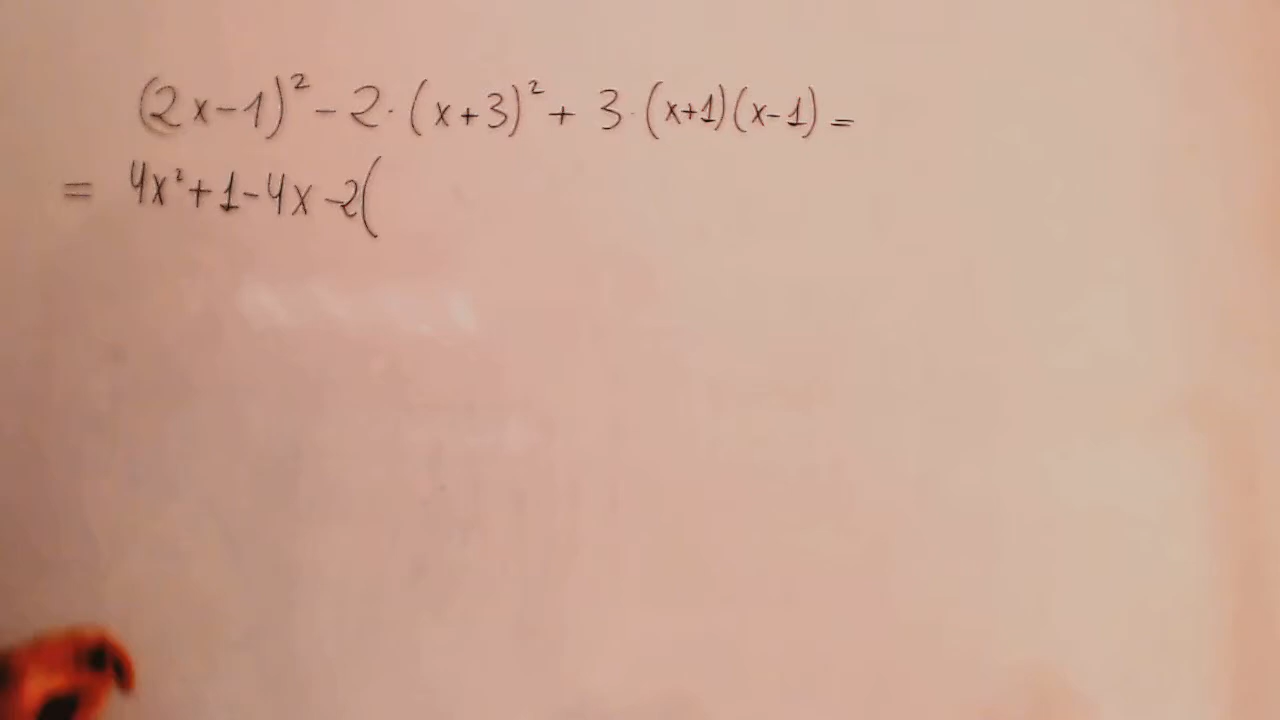 (2x-1)² - 2·(x+3)² + 3·(x+1)(x-1) =
= 4x² + 1 - 4x - 2(